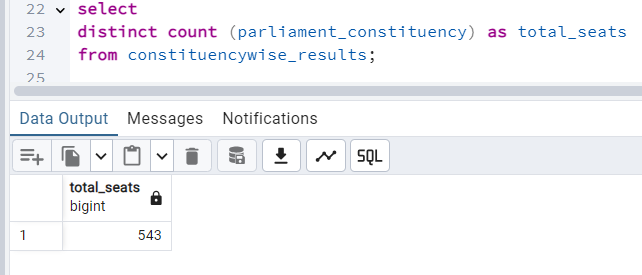 22 select
23 distinct count (parliament_constituency) as total_seats
24 from constituencywise_results;
25
Data Output Messages Notifications
SQL
total_seats
bigint
1 543